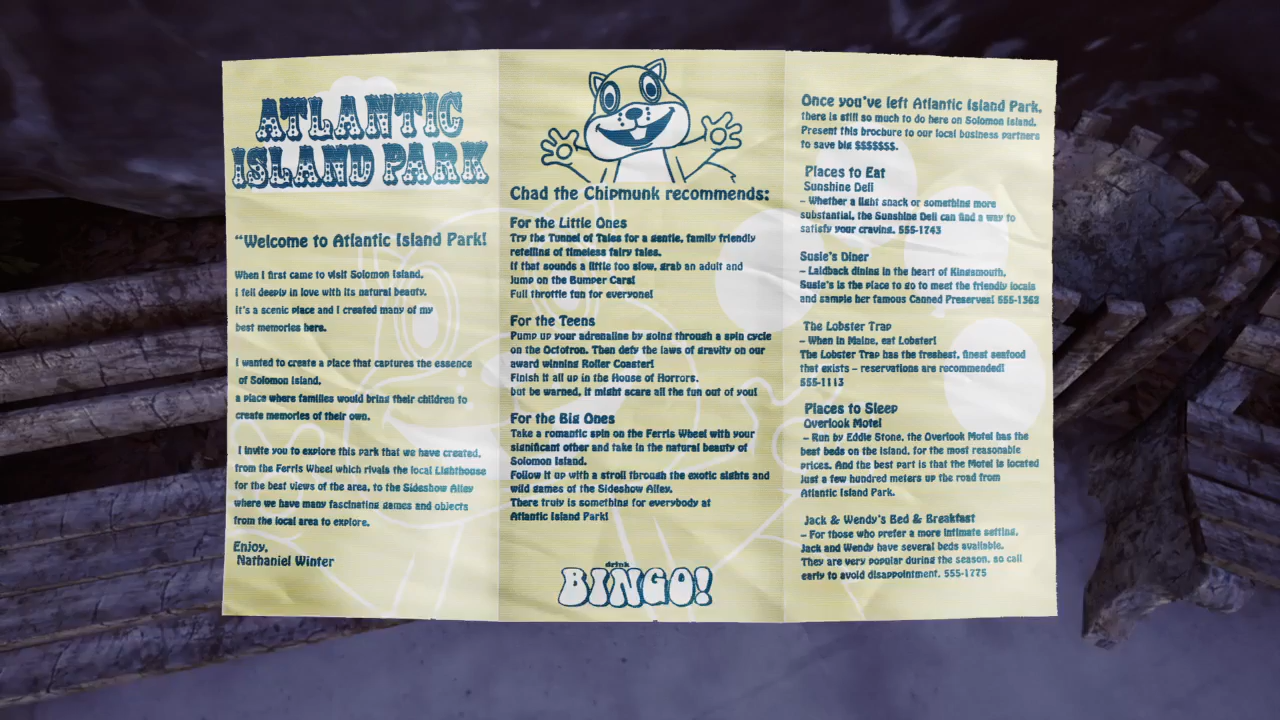 ATLANTIC
ISLAND PARK
“Welcome to Atlantic Island Park!
When I first came to visit Solomon Island,
I fell deeply in love with its natural beauty.
It's a scenic place and I created many of my
best memories here.
I wanted to create a place that captures the essence
of Solomon Island,
a place where families would bring their children to
create memories of their own.
I invite you to explore this park that we have created,
from the Ferris Wheel which rivals the local Lighthouse
for the best views of the area, to the Sideshow Alley
where we have many fascinating games and objects
from the local area to explore.
Enjoy,
Nathaniel Winter
Chad the Chipmunk recommends:
For the Little Ones
Try the Tunnel of Tales for a gentle, family friendly
retelling of timeless fairy tales.
If that sounds a little too slow, grab an adult and
jump on the Bumper Cars!
Full throttle fun for everyone!
For the Teens
Pump up your adrenaline by going through a spin cycle
on the Octotron. Then defy the laws of gravity on our
award winning Roller Coaster!
Finish it all up in the House of Horrors,
but be warned, it might scare all the fun out of you!
For the Big Ones
Take a romantic spin on the Ferris Wheel with your
significant other and take in the natural beauty of
Solomon Island.
Follow it up with a stroll through the exotic sights and
wild games of the Sideshow Alley.
There truly is something for everybody at
Atlantic Island Park!
drink
BINGO!
Once you've left Atlantic Island Park,
there is still so much to do here on Solomon Island.
Present this brochure to our local business partners
to save big $$$$$$$.
Places to Eat
Sunshine Deli
– Whether a light snack or something more
substantial, the Sunshine Deli can find a way to
satisfy your craving. 555-1743
Susie's Diner
– Laidback dining in the heart of Kingsmouth,
Susie's is the place to go to meet the friendly locals
and sample her famous Canned Preserves! 555-1362
The Lobster Trap
– When in Maine, eat Lobster!
The Lobster Trap has the freshest, finest seafood
that exists – reservations are recommended!
555-1113
Places to Sleep
Overlook Motel
– Run by Eddie Stone, the Overlook Motel has the
best beds on the island, for the most reasonable
prices. And the best part is that the Motel is located
just a few hundred meters up the road from
Atlantic Island Park.
Jack & Wendy's Bed & Breakfast
– For those who prefer a more intimate setting,
Jack and Wendy have several beds available.
They are very popular during the season, so call
early to avoid disappointment. 555-1775